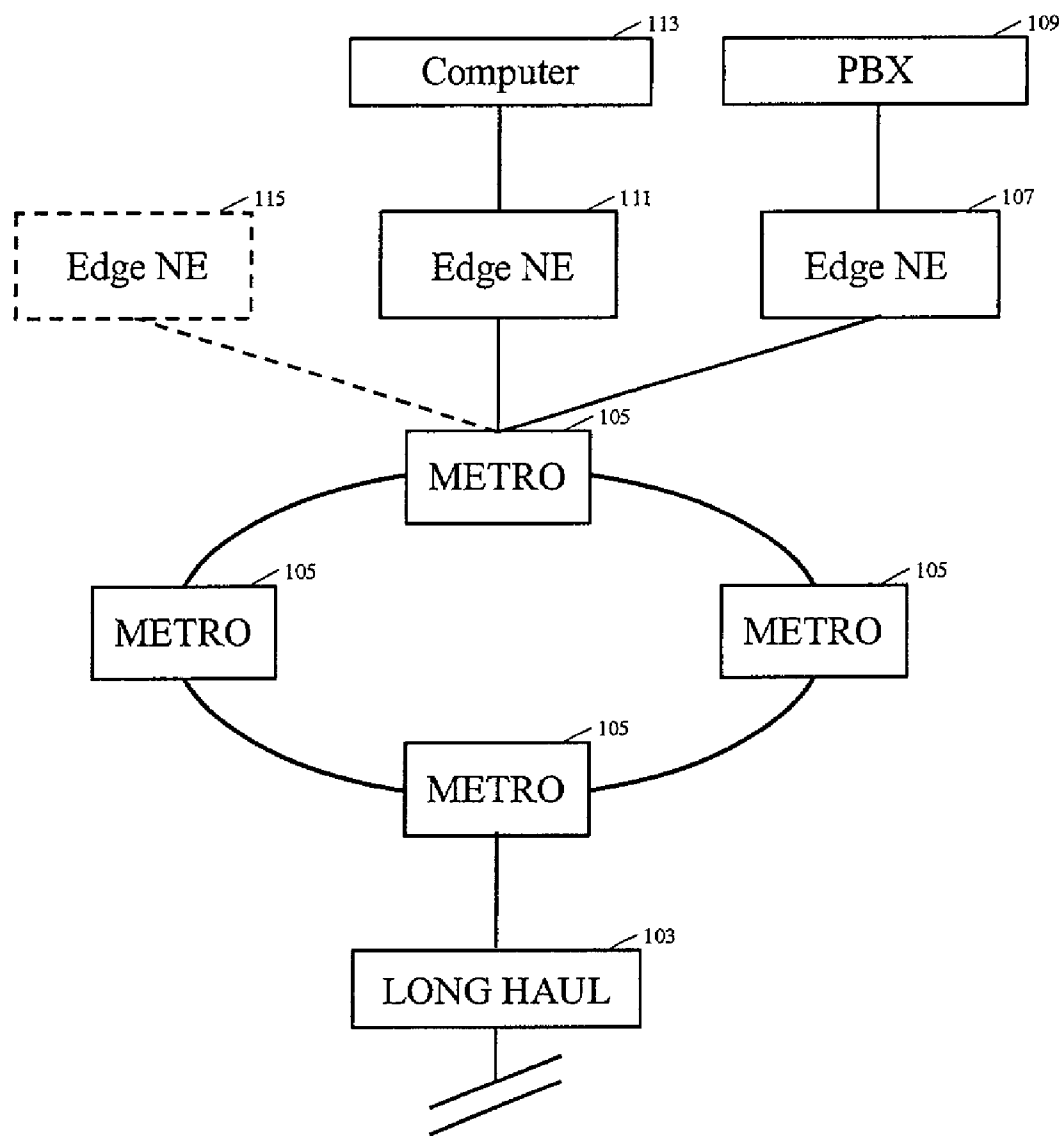 113
Computer
109
PBX
115
Edge NE
111
Edge NE
107
Edge NE
105
METRO
105
METRO
105
METRO
105
METRO
103
LONG HAUL